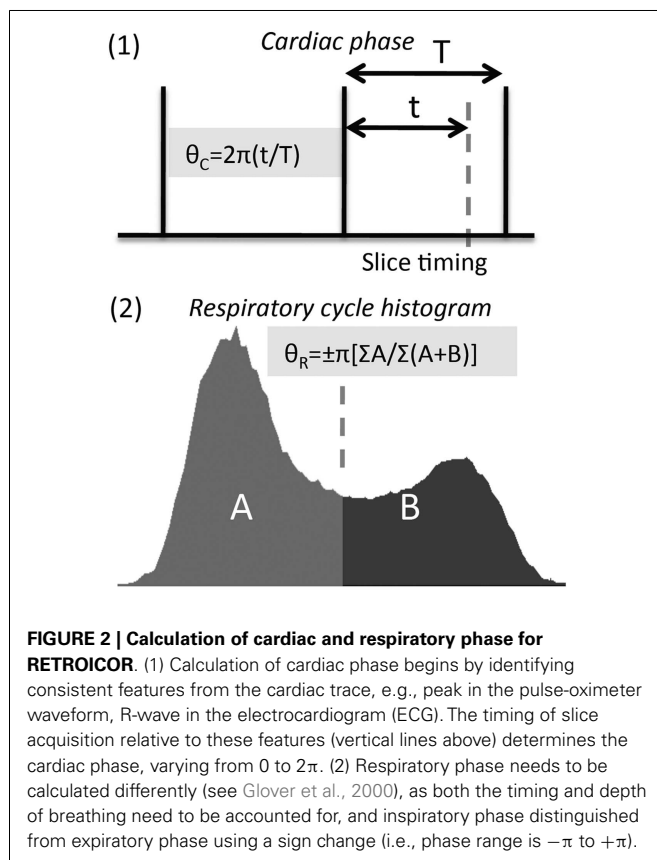 (1)
Cardiac phase
T
t
θC=2π(t/T)
Slice timing
(2)
Respiratory cycle histogram
θR=±π[ΣA/Σ(A+B)]
A
B
FIGURE 2 | Calculation of cardiac and respiratory phase for
RETROICOR. (1) Calculation of cardiac phase begins by identifying
consistent features from the cardiac trace, e.g., peak in the pulse-oximeter
waveform, R-wave in the electrocardiogram (ECG). The timing of slice
acquisition relative to these features (vertical lines above) determines the
cardiac phase, varying from 0 to 2π. (2) Respiratory phase needs to be
calculated differently (see Glover et al., 2000), as both the timing and depth
of breathing need to be accounted for, and inspiratory phase distinguished
from expiratory phase using a sign change (i.e., phase range is −π to +π).